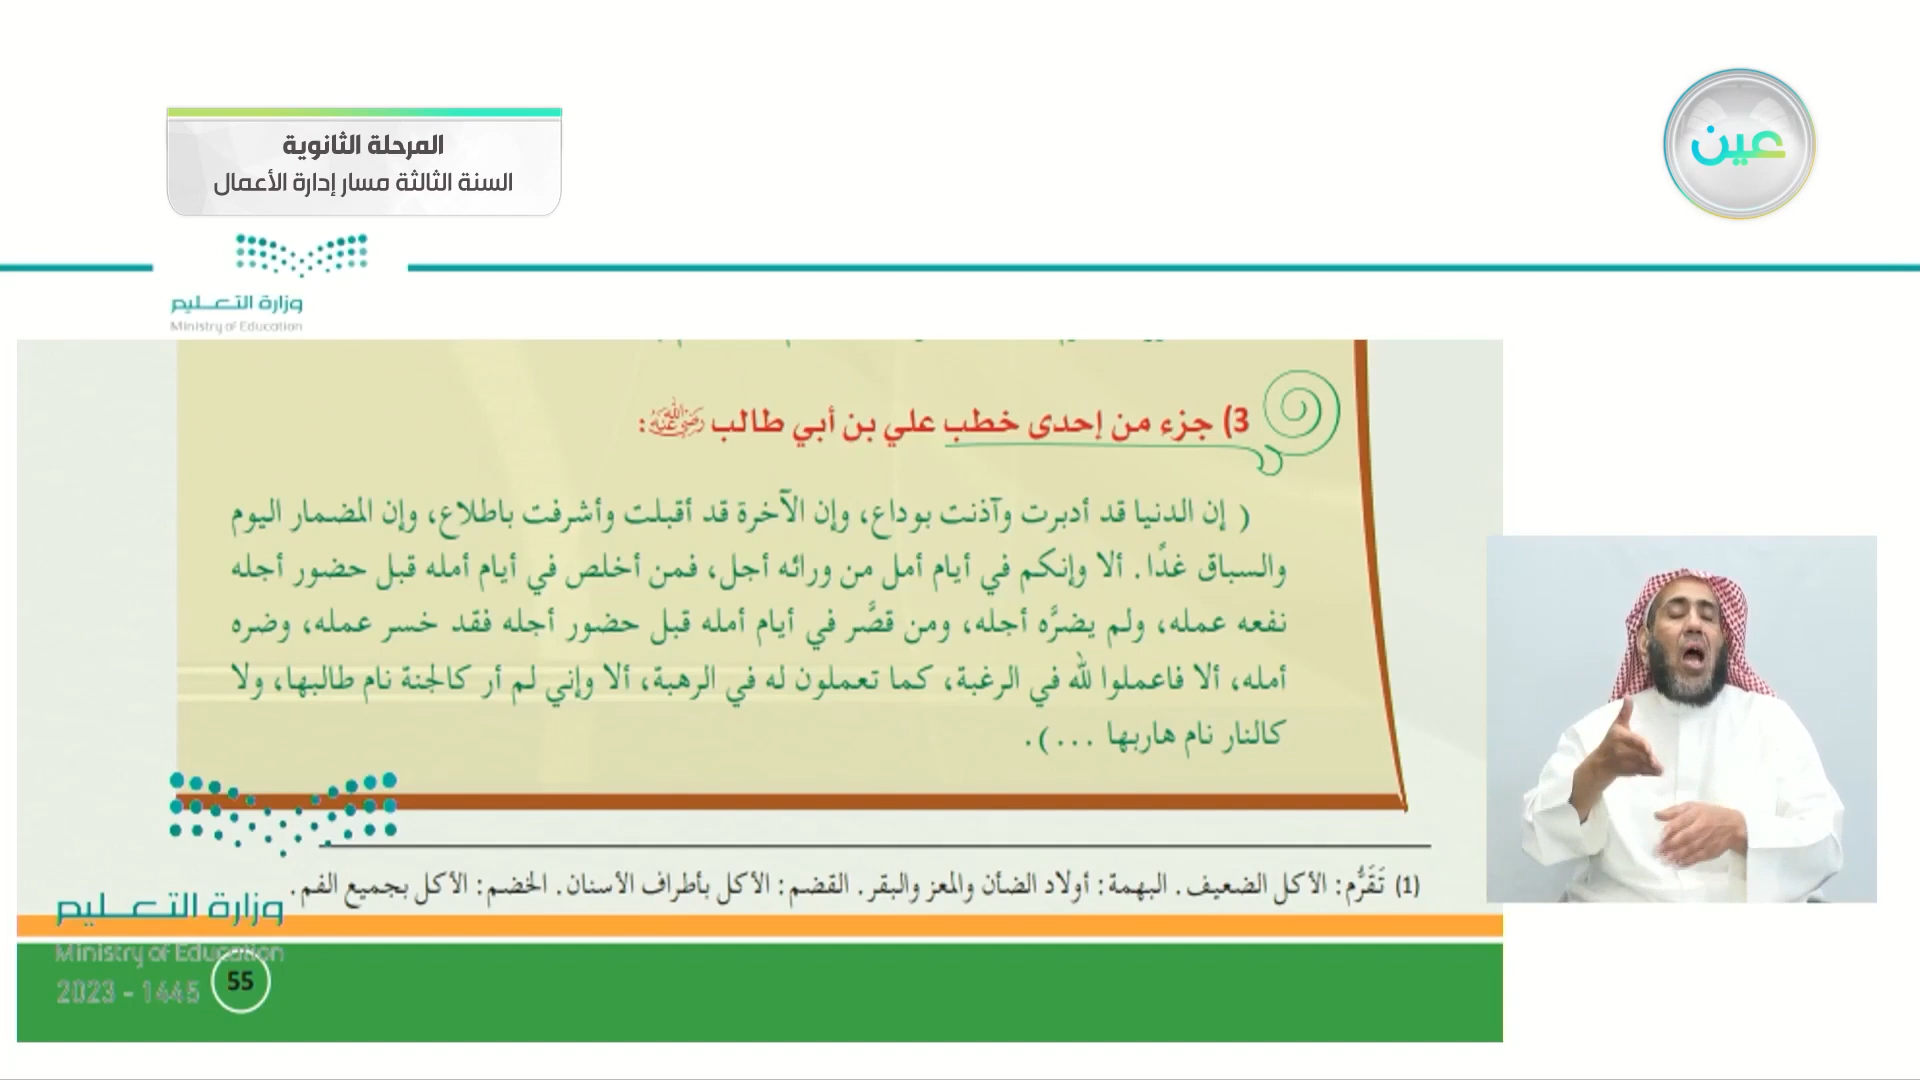 المرحلة الثانوية
السنة الثالثة مسار إدارة الأعمال
عين
وزارة التعليم
Ministry of Education
3) جزء من إحدى خطب علي بن أبي طالب رضي الله عنه:
( إن الدنيا قد أدبرت وآذنت بوداع، وإن الآخرة قد أقبلت وأشرفت باطلاع، وإن المضمار اليوم
والسباق غدًا. ألا وإنكم في أيام أمل من ورائه أجل، فمن أخلص في أيام أمله قبل حضور أجله
نفعه عمله، ولم يضرَّه أجله، ومن قصَّر في أيام أمله قبل حضور أجله فقد خسر عمله، وضره
أمله، ألا فاعملوا لله في الرغبة، كما تعملون له في الرهبة، ألا وإني لم أر كالجنة نام طالبها، ولا
كالنار نام هاربها ...).
(1) تَقَرُّم: الأكل الضعيف. البهمة: أولاد الضأن والمعز والبقر. القضم: الأكل بأطراف الأسنان. الخضم: الأكل بجميع الفم.
وزارة التعليم
Ministry of Education
2023 - 1445
55